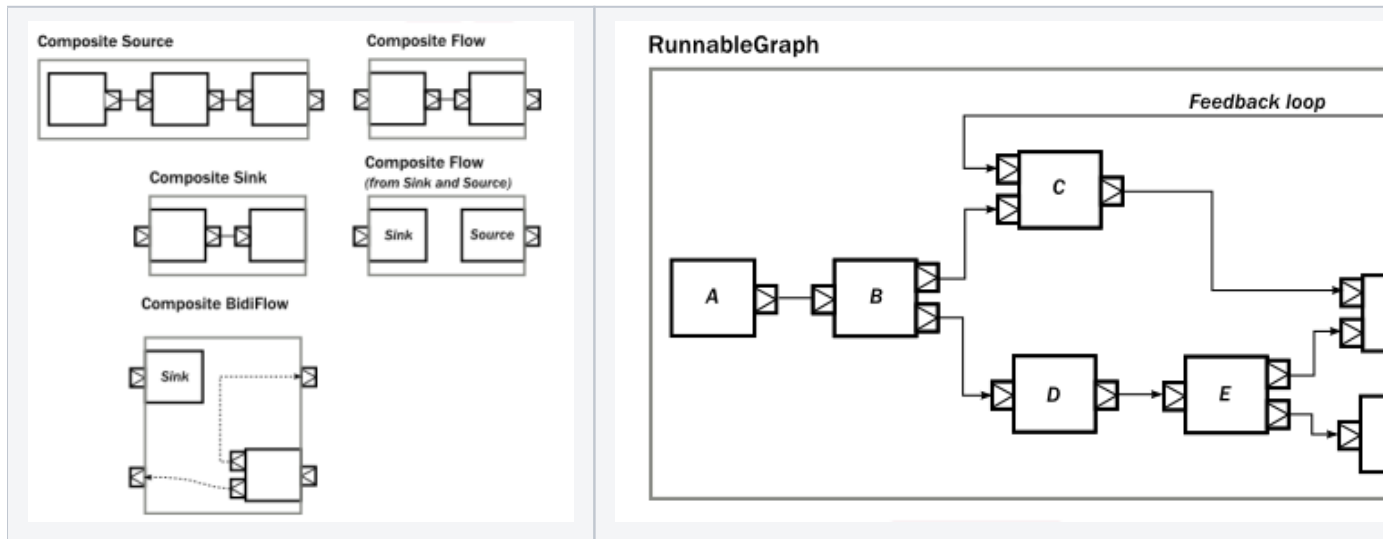 Composite Source
Composite Flow
Composite Sink
Composite Flow
(from Sink and Source)
Sink
Source
Composite BidiFlow
Sink
RunnableGraph
Feedback loop
C
A
B
D
E